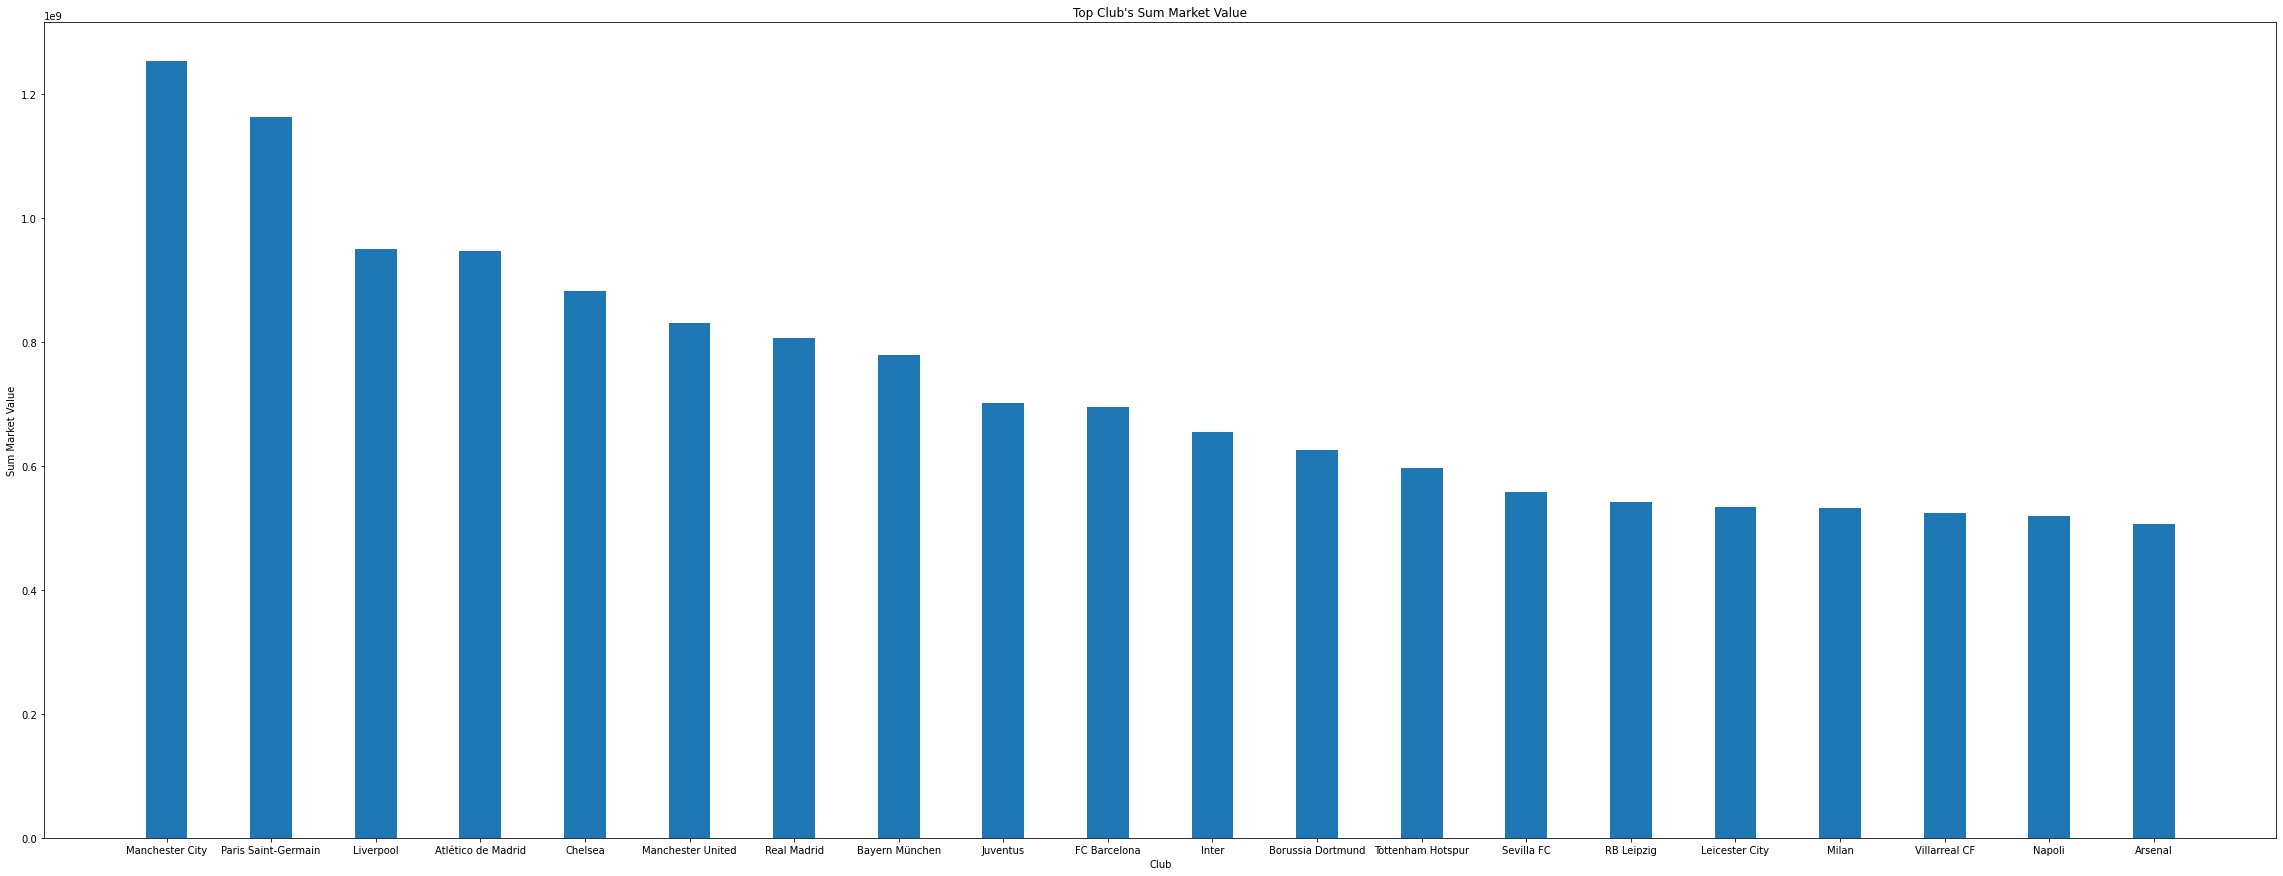 Top Club's Sum Market Value
1e9
1.2
1.0
0.8
0.6
0.4
0.2
0.0
Sum Market Value
Manchester City Paris Saint-Germain Liverpool Atlético de Madrid Chelsea Manchester United Real Madrid Bayern München Juventus FC Barcelona Inter Borussia Dortmund Tottenham Hotspur Sevilla FC RB Leipzig Leicester City Milan Villarreal CF Napoli Arsenal
Club